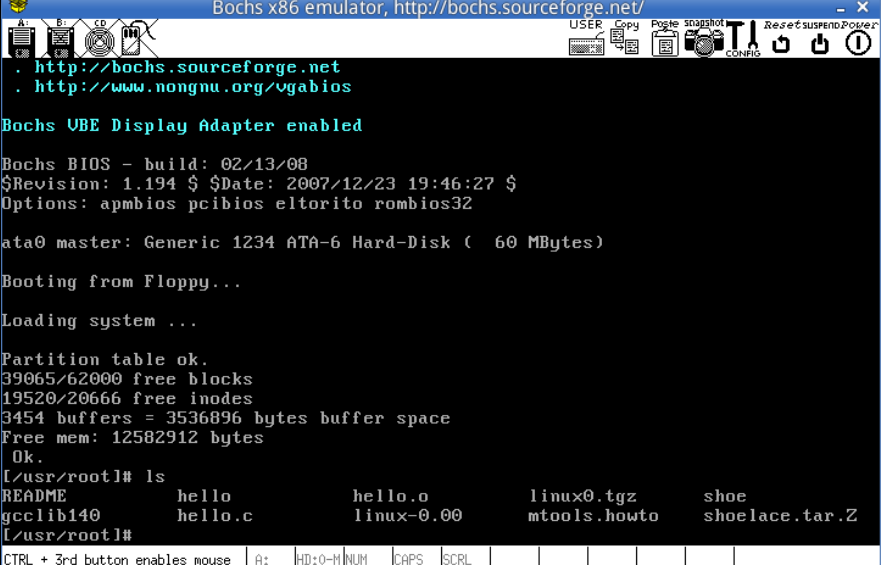 Bochs x86 emulator, http://bochs.sourceforge.net/
A: B: CD USER Copy Paste snapshot CONFIG Reset SUSPEND Power
. http://bochs.sourceforge.net
. http://www.nongnu.org/vgabios
Bochs VBE Display Adapter enabled
Bochs BIOS - build: 02/13/08
$Revision: 1.194 $ $Date: 2007/12/23 19:46:27 $
Options: apmbios pcibios eltorito rombios32
ata0 master: Generic 1234 ATA-6 Hard-Disk (  60 MBytes)
Booting from Floppy...
Loading system ...
Partition table ok.
39065/62000 free blocks
19520/20666 free inodes
3454 buffers = 3536896 bytes buffer space
Free mem: 12582912 bytes
Ok.
[/usr/root]# ls
README hello hello.o linux0.tgz shoe
gcclib140 hello.c linux-0.00 mtools.howto shoelace.tar.Z
[/usr/root]#
CTRL + 3rd button enables mouse A: HD:0-M NUM CAPS SCRL